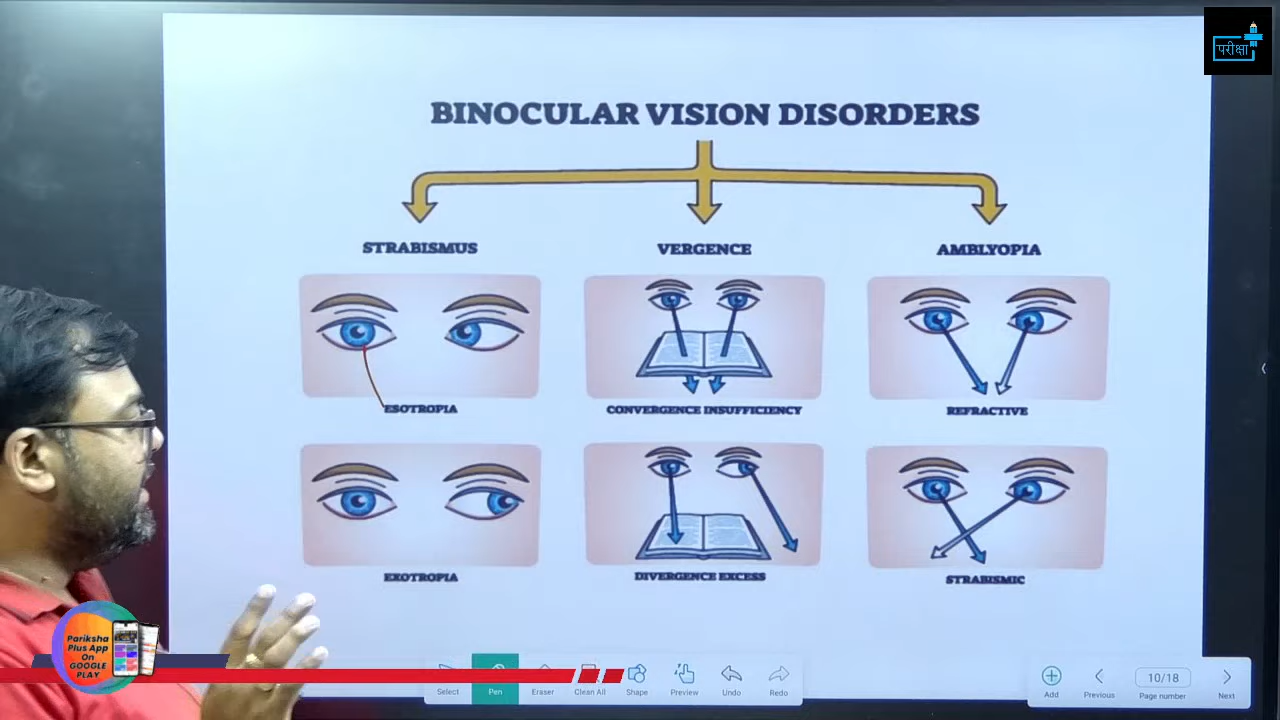 परीक्षा
BINOCULAR VISION DISORDERS
STRABISMUS
VERGENCE
AMBLYOPIA
ESOTROPIA
CONVERGENCE INSUFFICIENCY
REFRACTIVE
EXOTROPIA
DIVERGENCE EXCESS
STRABISMIC
Pariksha
Plus App
On
GOOGLE
PLAY
Select
Pen
Eraser
Clean All
Shape
Preview
Undo
Redo
Add
Previous
10/18
Page number
Next